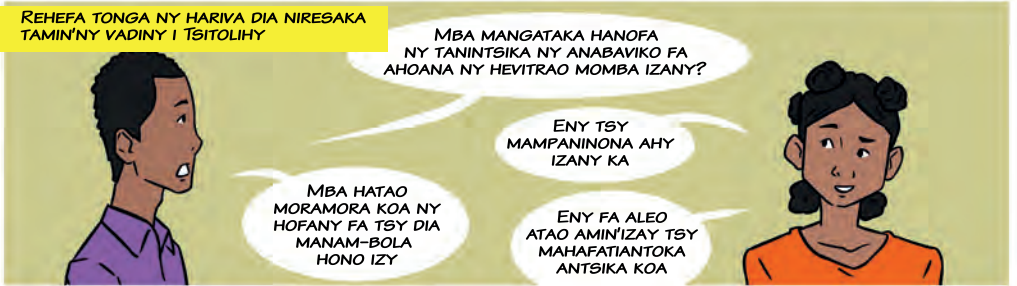 REHEFA TONGA NY HARIVA DIA NIRESAKA
TAMIN'NY VADINY I TSITOLIHY
MBA MANGATAKA HANOFA
NY TANINTSIKA NY ANABAVIKO FA
AHOANA NY HEVITRAO MOMBA IZANY?
ENY TSY
MAMPANINONA AHY
IZANY KA
MBA HATAO
MORAMORA KOA NY
HOFANY FA TSY DIA
MANAM-BOLA
HONO IZY
ENY FA ALEO
ATAO AMIN'IZAY TSY
MAHAFATIANTOKA
ANTSIKA KOA